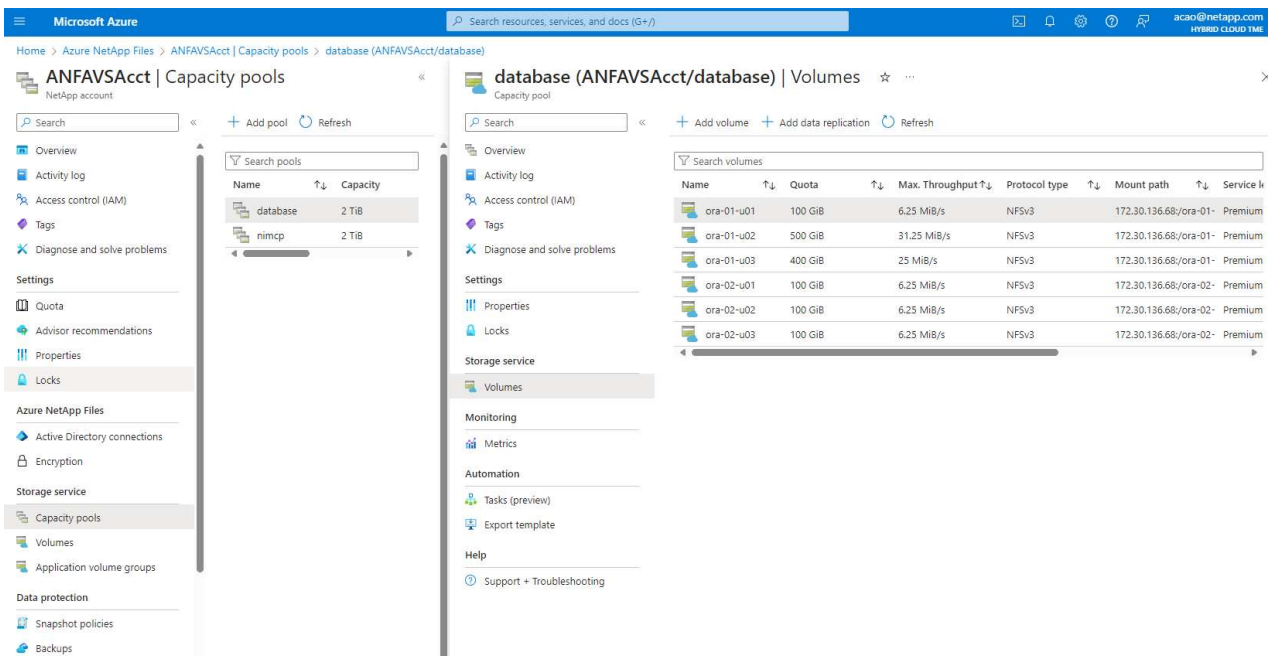 Microsoft Azure
Search resources, services, and docs (G+/)
acao@netapp.com
HYBRID CLOUD TME
Home > Azure NetApp Files > ANFAVSAcct | Capacity pools > database (ANFAVSAcct/database)
ANFAVSAcct | Capacity pools
NetApp account
Search
Overview
Activity log
Access control (IAM)
Tags
Diagnose and solve problems
Settings
Quota
Advisor recommendations
Properties
Locks
Azure NetApp Files
Active Directory connections
Encryption
Storage service
Capacity pools
Volumes
Application volume groups
Data protection
Snapshot policies
Backups
+ Add pool Refresh
Search pools
Name ↑↓ Capacity
database 2 TiB
nimcp 2 TiB
database (ANFAVSAcct/database) | Volumes
Capacity pool
Search
Overview
Activity log
Access control (IAM)
Tags
Diagnose and solve problems
Settings
Properties
Locks
Storage service
Volumes
Monitoring
Metrics
Automation
Tasks (preview)
Export template
Help
Support + Troubleshooting
+ Add volume + Add data replication Refresh
Search volumes
Name ↑↓ Quota ↑↓ Max. Throughput ↑↓ Protocol type ↑↓ Mount path ↑↓ Service
ora-01-u01 100 GiB 6.25 MiB/s NFSv3 172.30.136.68:/ora-01- Premium
ora-01-u02 500 GiB 31.25 MiB/s NFSv3 172.30.136.68:/ora-01- Premium
ora-01-u03 400 GiB 25 MiB/s NFSv3 172.30.136.68:/ora-01- Premium
ora-02-u01 100 GiB 6.25 MiB/s NFSv3 172.30.136.68:/ora-02- Premium
ora-02-u02 100 GiB 6.25 MiB/s NFSv3 172.30.136.68:/ora-02- Premium
ora-02-u03 100 GiB 6.25 MiB/s NFSv3 172.30.136.68:/ora-02- Premium